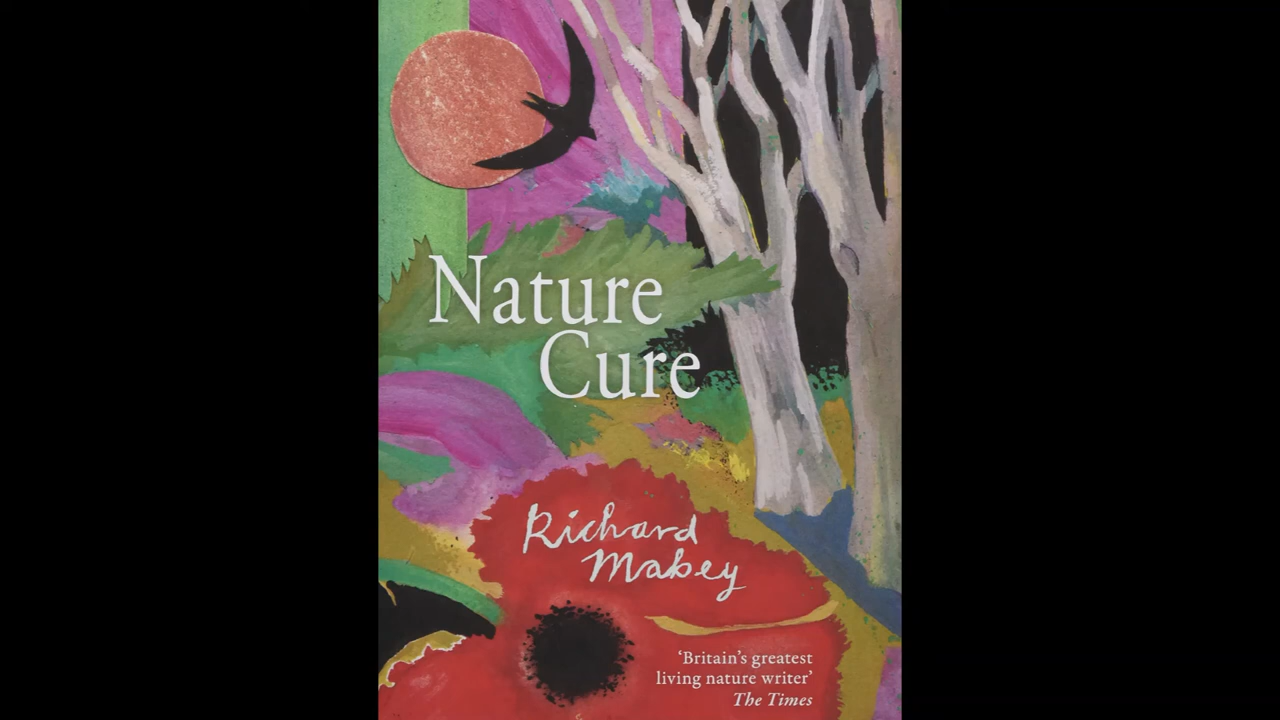 Nature
Cure
Richard
Mabey
‘Britain’s greatest
living nature writer’
The Times